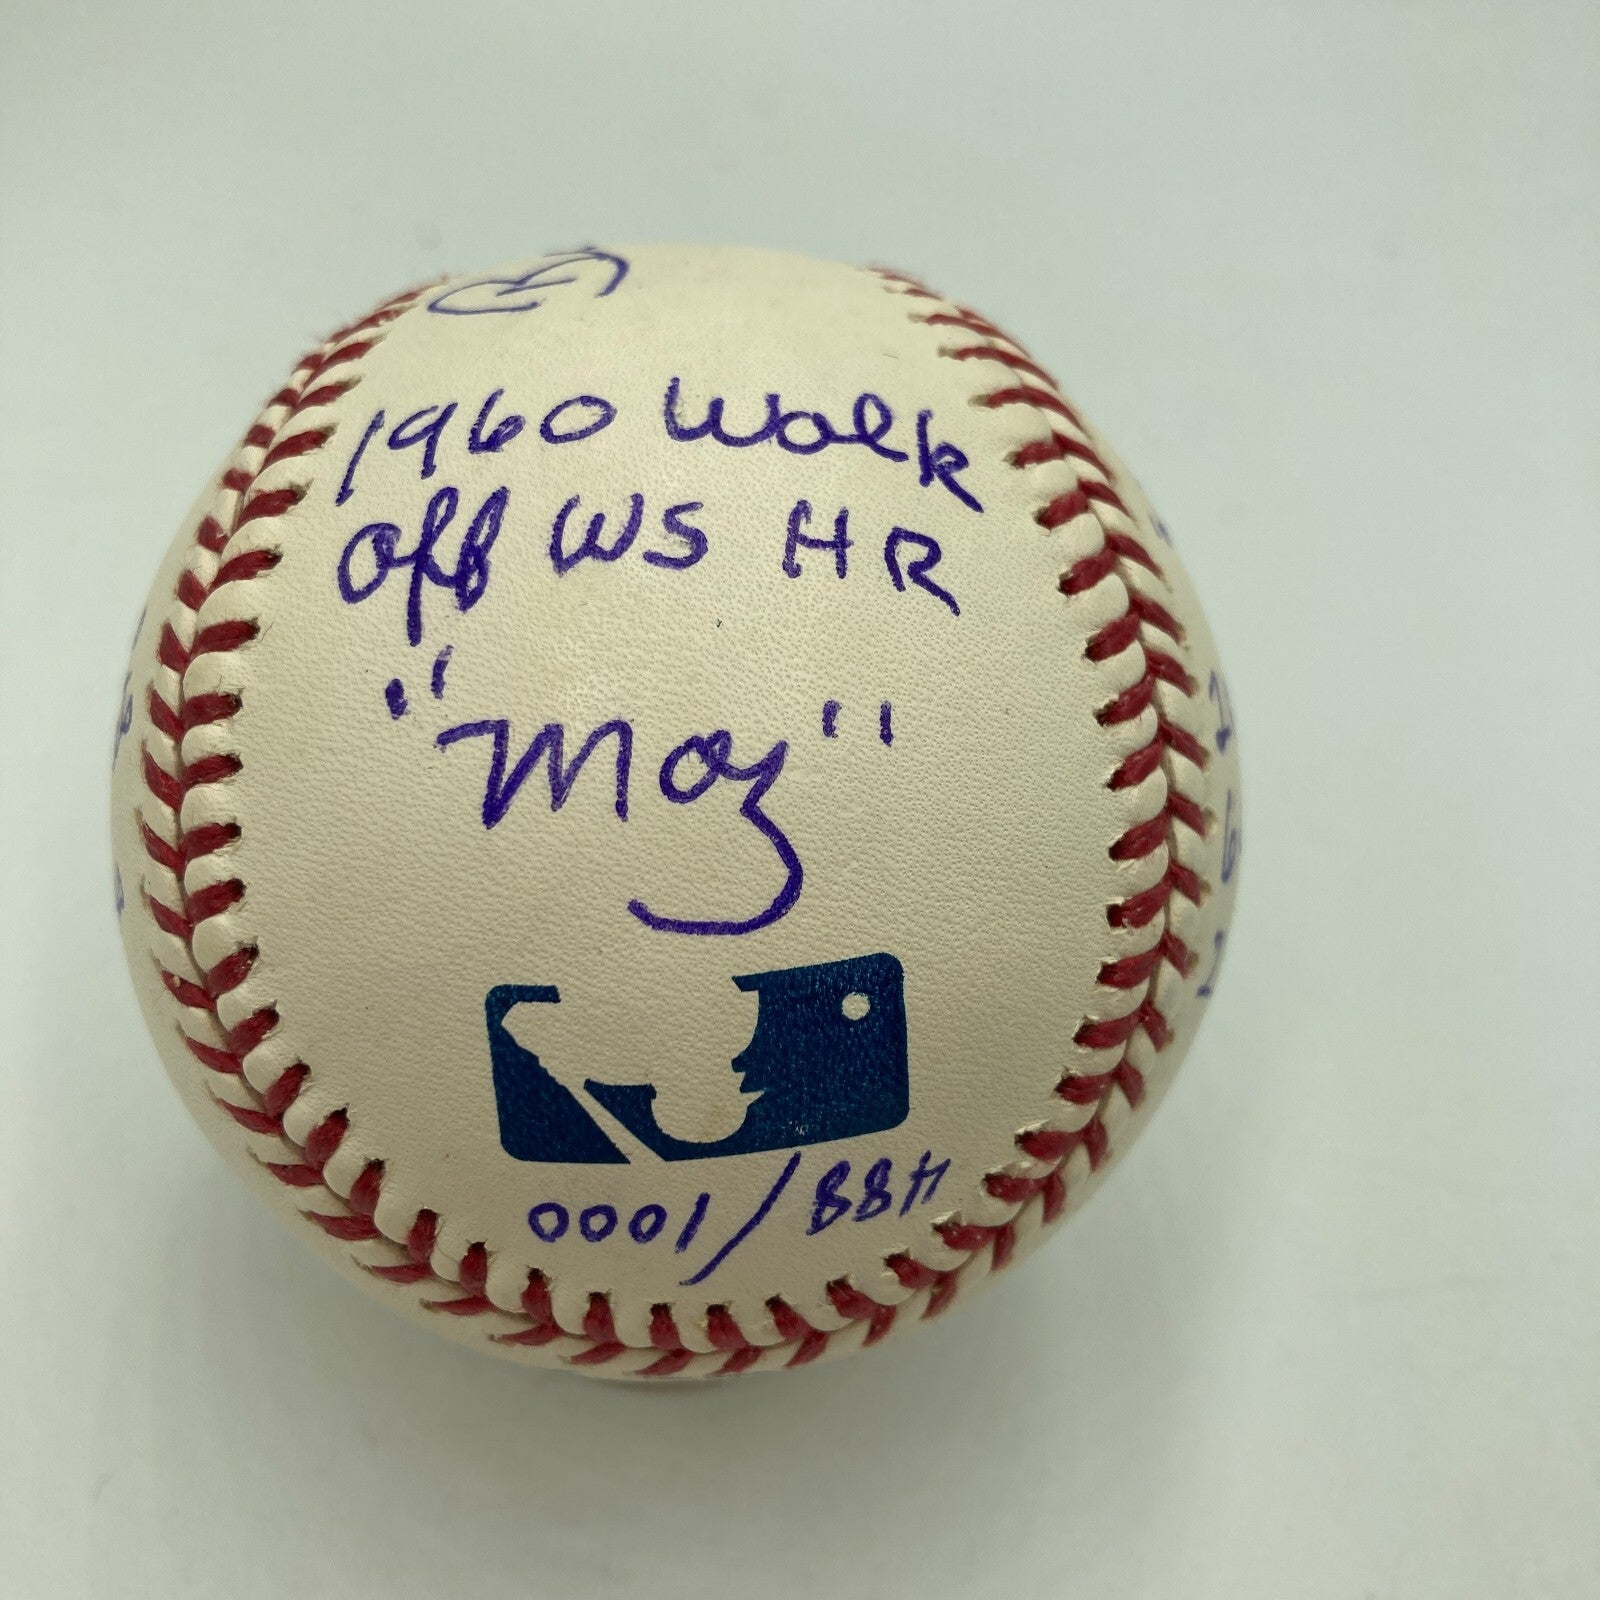 1960 Walk
off WS HR
"Maz"
0001/88H